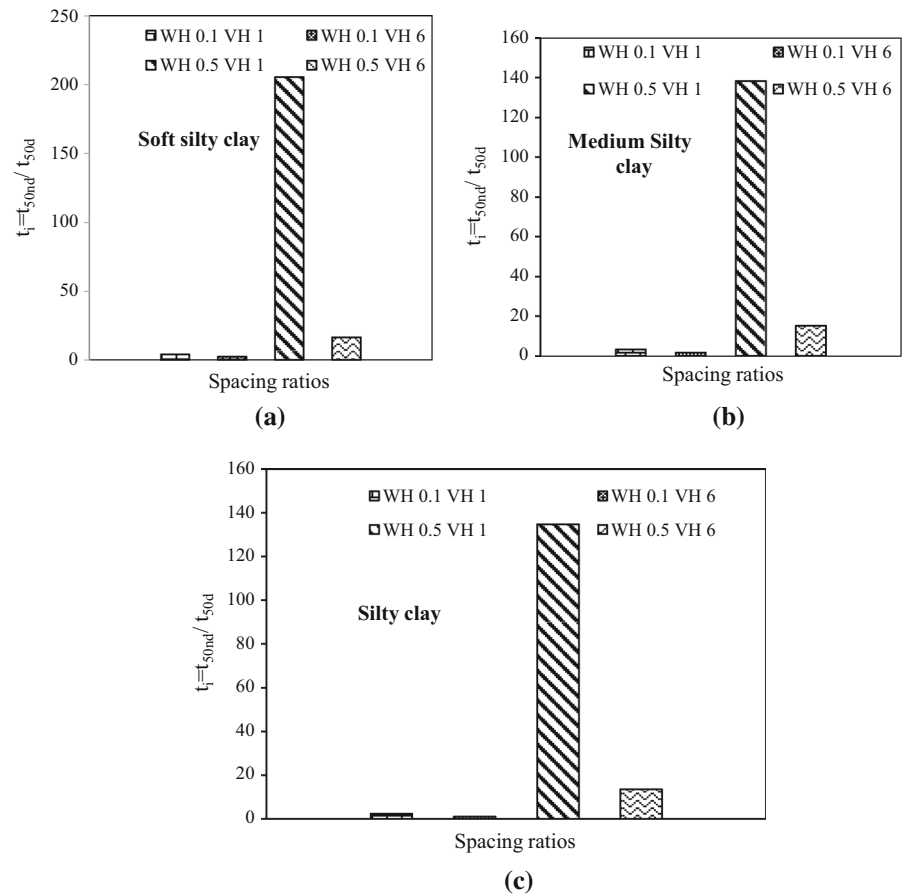 250
200
150
100
50
0
WH 0.1 VH 1
WH 0.1 VH 6
WH 0.5 VH 1
WH 0.5 VH 6
Soft silty clay
t_i=t_50nd/ t_50d
Spacing ratios
(a)
160
140
120
100
80
60
40
20
0
WH 0.1 VH 1
WH 0.1 VH 6
WH 0.5 VH 1
WH 0.5 VH 6
Medium Silty
clay
t_i=t_50nd/ t_50d
Spacing ratios
(b)
160
140
120
100
80
60
40
20
0
WH 0.1 VH 1
WH 0.1 VH 6
WH 0.5 VH 1
WH 0.5 VH 6
Silty clay
t_i=t_50nd/ t_50d
Spacing ratios
(c)